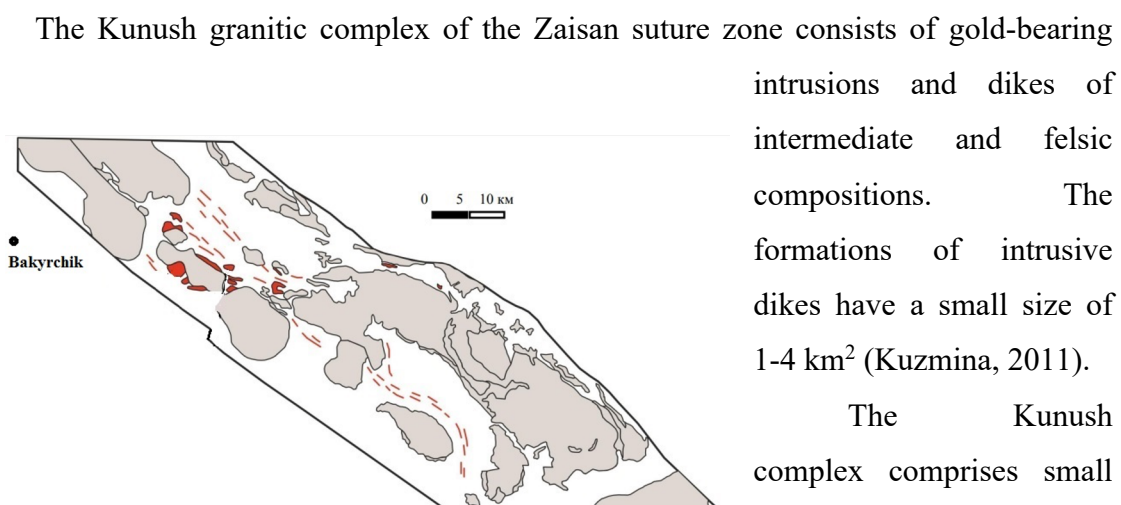 The Kunush granitic complex of the Zaisan suture zone consists of gold-bearing
intrusions and dikes of
intermediate and felsic
compositions. The
formations of intrusive
dikes have a small size of
1-4 km² (Kuzmina, 2011).
The Kunush
complex comprises small
0 5 10 км
Bakyrchik